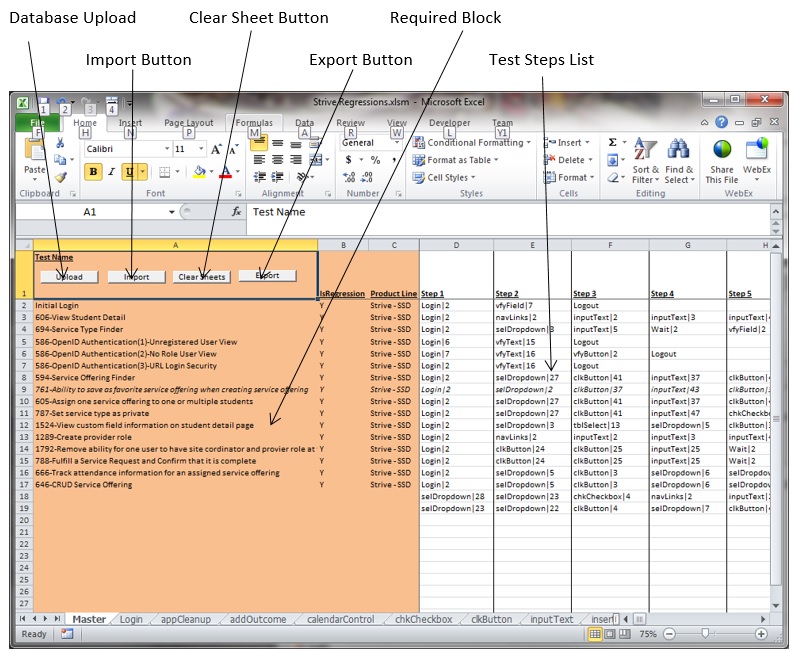 Database Upload
Clear Sheet Button
Required Block
Import Button
Export Button
Test Steps List
Strive Regressions.xlsm - Microsoft Excel
1 2 3 4
File Home Insert Page Layout Formulas Data Review View Developer Team
F H N P M A R W L Y1
Paste
Clipboard
Calibri 11
B I U
Font
Alignment
General
$ % ,
Number
Conditional Formatting
Format as Table
Cell Styles
Styles
Insert
Delete
Format
Cells
Σ
Sort & Filter
Find & Select
Editing
Share This File
WebEx
WebEx
A1 fx Test Name
A B C D E F G H
Test Name
Upload Import Clear Sheets Export
1 IsRegression Product Line Step 1 Step 2 Step 3 Step 4 Step 5
2 Initial Login Y Strive - SSD Login|2 vfyField|7 Logout
3 606-View Student Detail Y Strive - SSD Login|2 navLinks|2 inputText|2 inputText|3 inputText|4
4 694-Service Type Finder Y Strive - SSD Login|2 selDropdown|3 inputText|5 Wait|2 vfyField|2
5 586-OpenID Authentication(1)-Unregistered User View Y Strive - SSD Login|6 vfyText|15 Logout
6 586-OpenID Authentication(2)-No Role User View Y Strive - SSD Login|7 vfyText|16 vfyButton|2 Logout
7 586-OpenID Authentication(3)-URL Login Security Y Strive - SSD Login|2 vfyText|16 Logout
8 594-Service Offering Finder Y Strive - SSD Login|2 selDropdown|27 clkButton|41 inputText|37 clkButton|4
9 761-Ability to save as favorite service offering when creating service offering Y Strive - SSD Login|2 selDropdown|2 clkButton|37 inputText|43 clkButton|
10 605-Assign one service offering to one or multiple students Y Strive - SSD Login|2 selDropdown|27 clkButton|41 inputText|37 clkButton|
11 787-Set service type as private Y Strive - SSD Login|2 selDropdown|27 clkButton|41 inputText|47 chkCheckbo
12 1524-View custom field information on student detail page Y Strive - SSD Login|2 selDropdown|3 tblSelect|13 selDropdown|5 clkButton|
13 1289-Create provider role Y Strive - SSD Login|2 navLinks|2 inputText|2 inputText|3 inputText|4
14 1792-Remove ability for one user to have site cordinator and provier role at Y Strive - SSD Login|2 clkButton|24 clkButton|25 inputText|25 Wait|2
15 788-Fulfill a Service Request and Confirm that it is complete Y Strive - SSD Login|2 clkButton|24 clkButton|25 inputText|25 Wait|2
16 666-Track attendance information for an assigned service offering Y Strive - SSD Login|2 selDropdown|5 clkButton|3 selDropdown|6 selDropdo
17 646-CRUD Service Offering Y Strive - SSD Login|2 selDropdown|5 clkButton|3 selDropdown|6 selDropdo
18 selDropdown|28 selDropdown|23 chkCheckbox|4 navLinks|2 inputText|
19 selDropdown|23 selDropdown|22 clkButton|4 selDropdown|7 clkButton|4
20
21
22
23
24
25
26
27
Master Login appCleanup addOutcome calendarControl chkCheckbox clkButton inputText insert
Ready 75%